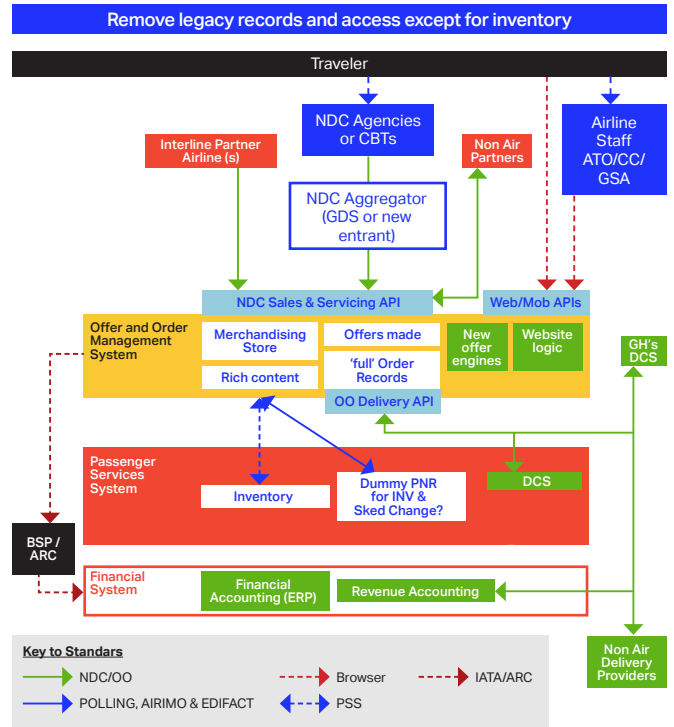 Remove legacy records and access except for inventory
Traveler
Interline Partner
Airline (s)
NDC Agencies
or CBTs
Non Air
Partners
Airline
Staff
ATO/CC/
GSA
NDC Aggregator
(GDS or new
entrant)
NDC Sales & Servicing API
Web/Mob APIs
Offer and Order
Management
System
Merchandising
Store
Offers made
New
offer
engines
Website
logic
Rich content
‘full’ Order
Records
GH's
DCS
OO Delivery API
Passenger
Services
System
Inventory
Dummy PNR
for INV &
Sked Change?
DCS
BSP /
ARC
Financial
System
Financial
Accounting (ERP)
Revenue Accounting
Non Air
Delivery
Providers
Key to Standars
NDC/OO
Browser
IATA/ARC
POLLING, AIRIMO & EDIFACT
PSS